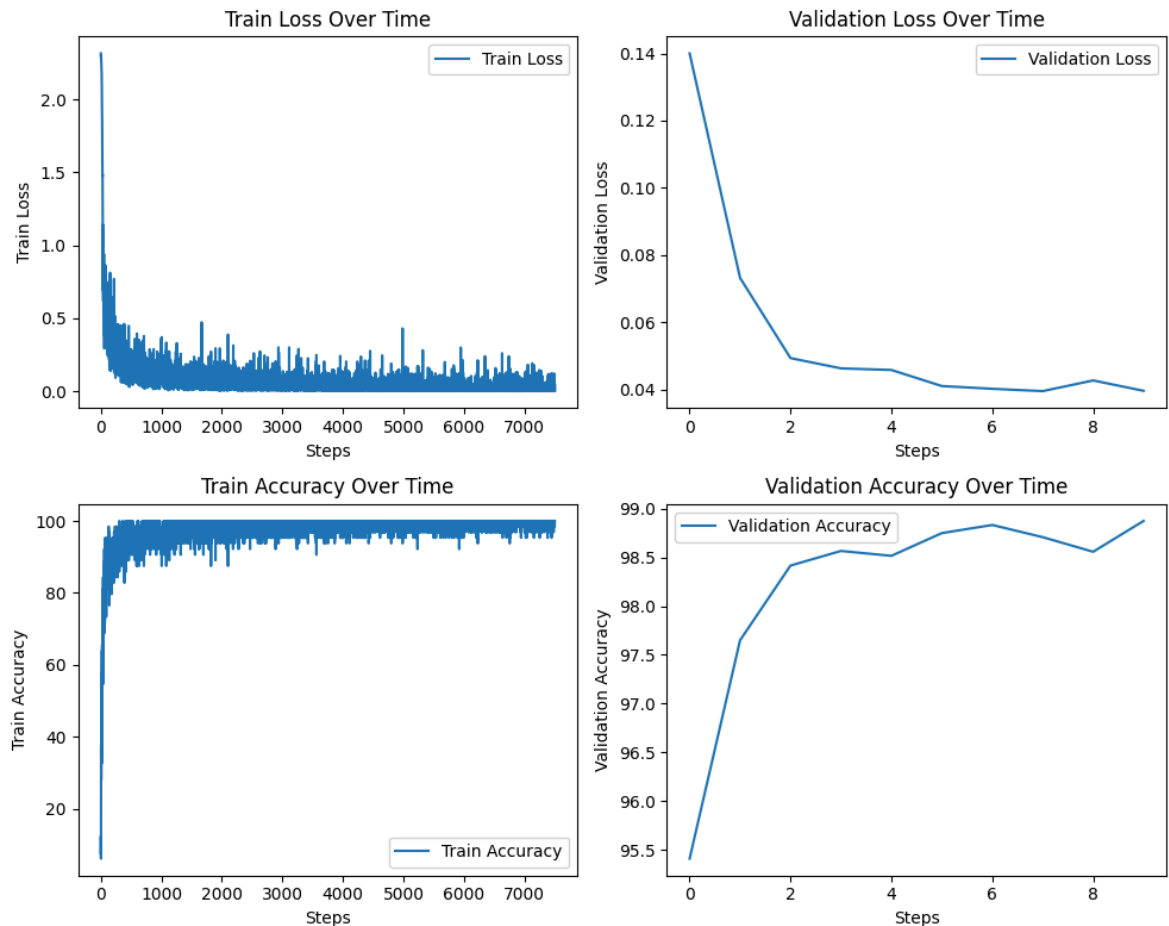 Train Loss Over Time
Train Loss
2.0
1.5
1.0
0.5
0.0
Train Loss
0 1000 2000 3000 4000 5000 6000 7000
Steps
Validation Loss Over Time
Validation Loss
0.14
0.12
0.10
0.08
0.06
0.04
Validation Loss
0 2 4 6 8
Steps
Train Accuracy Over Time
100
80
60
40
20
Train Accuracy
Train Accuracy
0 1000 2000 3000 4000 5000 6000 7000
Steps
Validation Accuracy Over Time
Validation Accuracy
99.0
98.5
98.0
97.5
97.0
96.5
96.0
95.5
Validation Accuracy
0 2 4 6 8
Steps